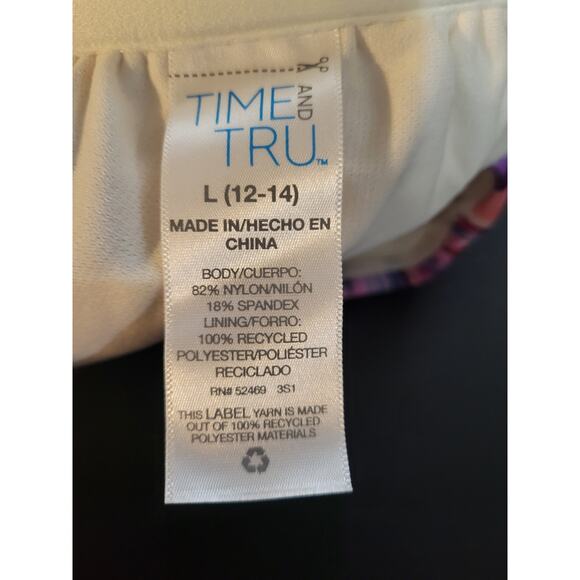 TIME AND
TRU™
L (12-14)
MADE IN/HECHO EN
CHINA
BODY/CUERPO:
82% NYLON/NILÓN
18% SPANDEX
LINING/FORRO:
100% RECYCLED
POLYESTER/POLIÉSTER
RECICLADO
RN# 52469 3S1
THIS LABEL YARN IS MADE
OUT OF 100% RECYCLED
POLYESTER MATERIALS